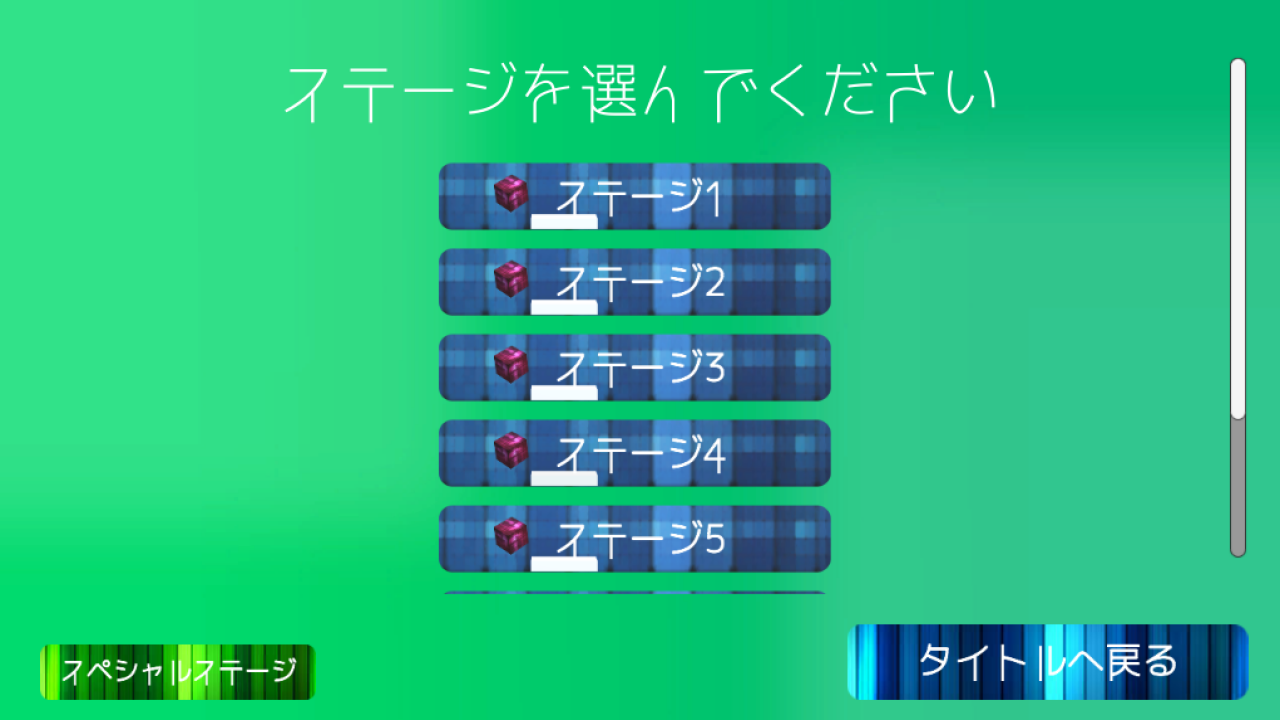 ステージを選んでください
ステージ1
ステージ2
ステージ3
ステージ4
ステージ5
スペシャルステージ
タイトルへ戻る